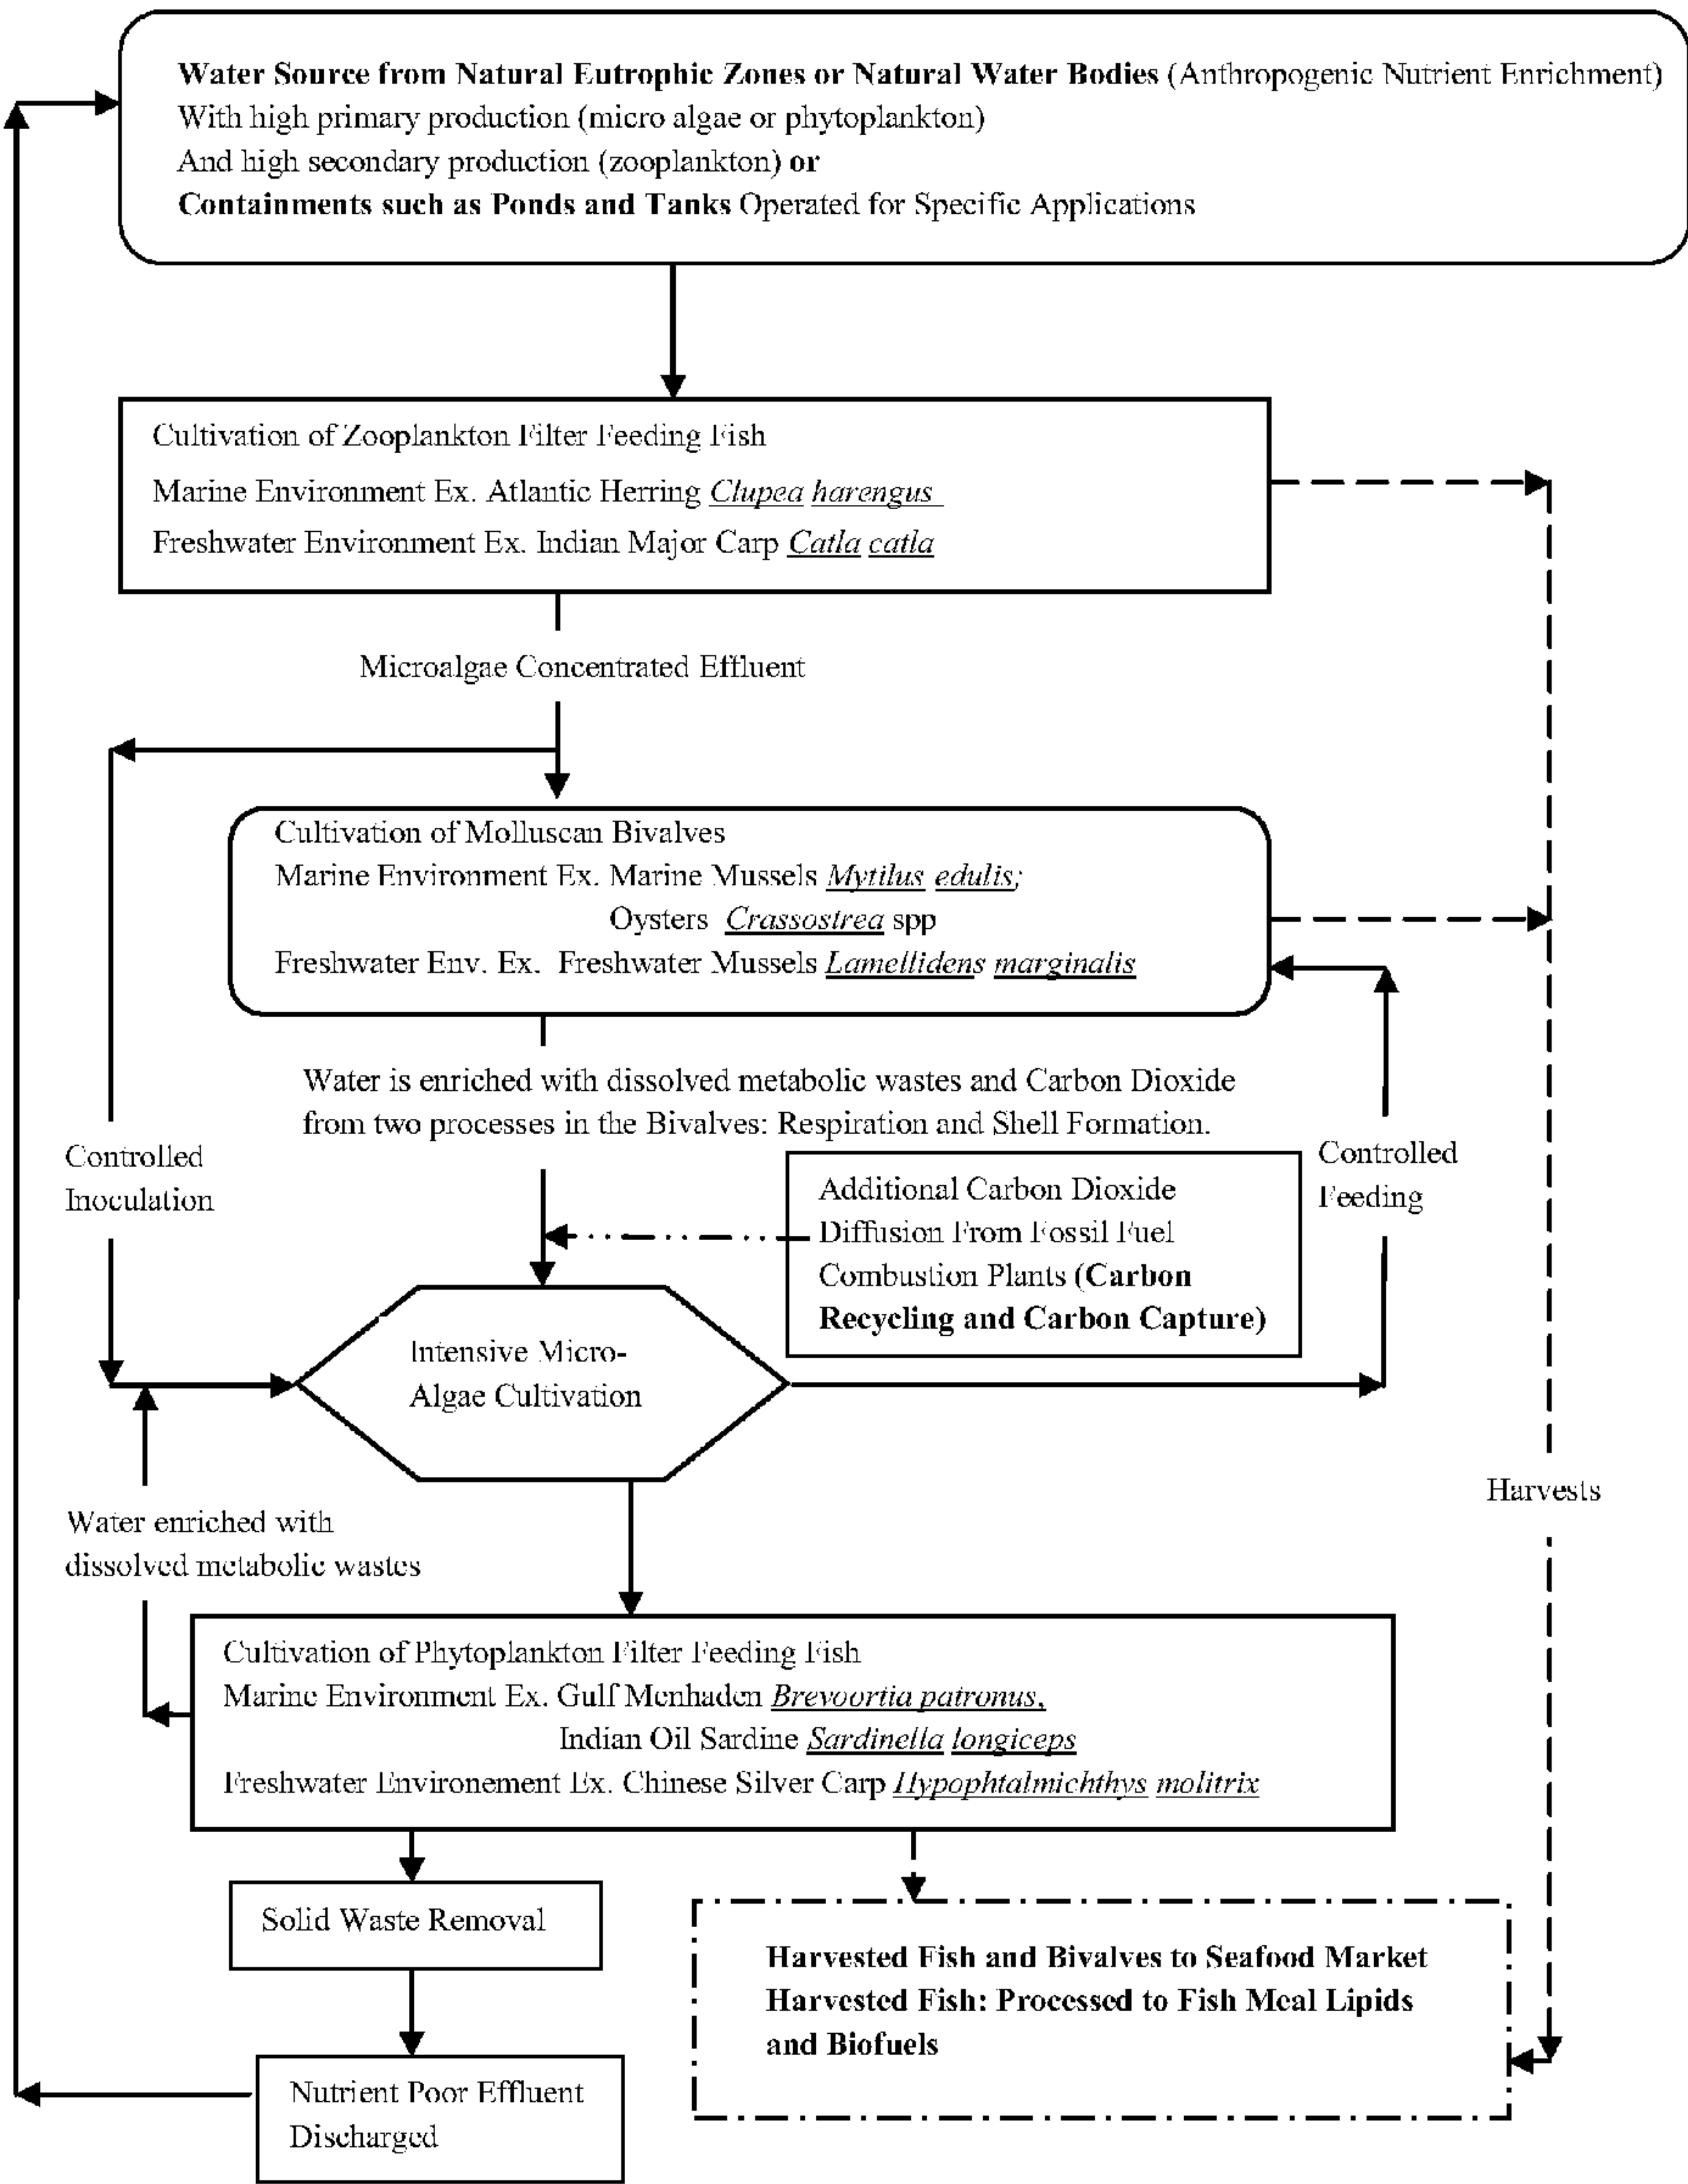 Water Source from Natural Eutrophic Zones or Natural Water Bodies (Anthropogenic Nutrient Enrichment)
With high primary production (micro algae or phytoplankton)
And high secondary production (zooplankton) or
Containments such as Ponds and Tanks Operated for Specific Applications
Cultivation of Zooplankton Filter Feeding Fish
Marine Environment Ex. Atlantic Herring Clupea harengus
Freshwater Environment Ex. Indian Major Carp Catla catla
Microalgae Concentrated Effluent
Cultivation of Molluscan Bivalves
Marine Environment Ex. Marine Mussels Mytilus edulis;
Oysters Crassostrea spp
Freshwater Env. Ex. Freshwater Mussels Lamellidens marginalis
Water is enriched with dissolved metabolic wastes and Carbon Dioxide
from two processes in the Bivalves: Respiration and Shell Formation.
Controlled
Inoculation
Additional Carbon Dioxide
Diffusion From Fossil Fuel
Combustion Plants (Carbon
Recycling and Carbon Capture)
Controlled
Feeding
Intensive Micro-
Algae Cultivation
Harvests
Water enriched with
dissolved metabolic wastes
Cultivation of Phytoplankton Filter Feeding Fish
Marine Environment Ex. Gulf Menhaden Brevoortia patronus,
Indian Oil Sardine Sardinella longiceps
Freshwater Environement Ex. Chinese Silver Carp Hypophtalmichthys molitrix
Solid Waste Removal
Harvested Fish and Bivalves to Seafood Market
Harvested Fish: Processed to Fish Meal Lipids
and Biofuels
Nutrient Poor Effluent
Discharged